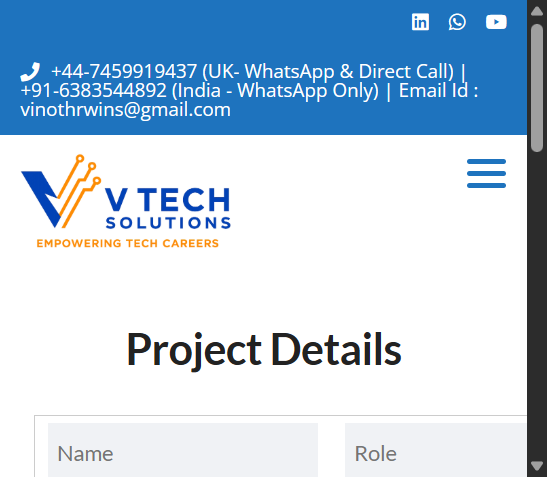 +44-7459919437 (UK- WhatsApp & Direct Call) |
+91-6383544892 (India - WhatsApp Only) | Email Id :
vinothrwins@gmail.com
V TECH
SOLUTIONS
EMPOWERING TECH CAREERS
Project Details
Name
Role